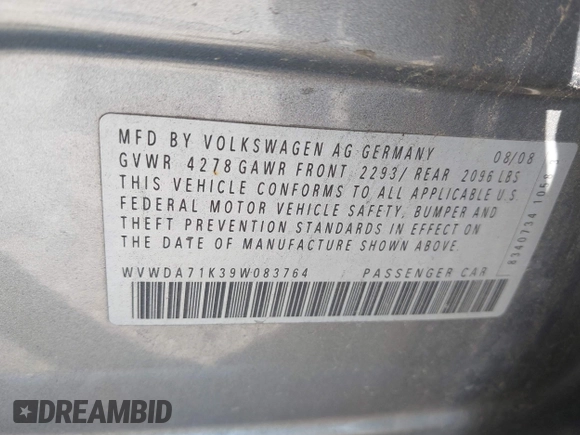 MFD BY VOLKSWAGEN AG GERMANY 08/08
GVWR 4278 GAWR FRONT 2293/ REAR 2096 LBS
THIS VEHICLE CONFORMS TO ALL APPLICABLE U.S.
FEDERAL MOTOR VEHICLE SAFETY, BUMPER AND
THEFT PREVENTION STANDARDS IN EFFECT ON
THE DATE OF MANUFACTURE SHOWN ABOVE.
WVWDA71K39W083764 PASSENGER CAR
8340734 1058
DREAMBID